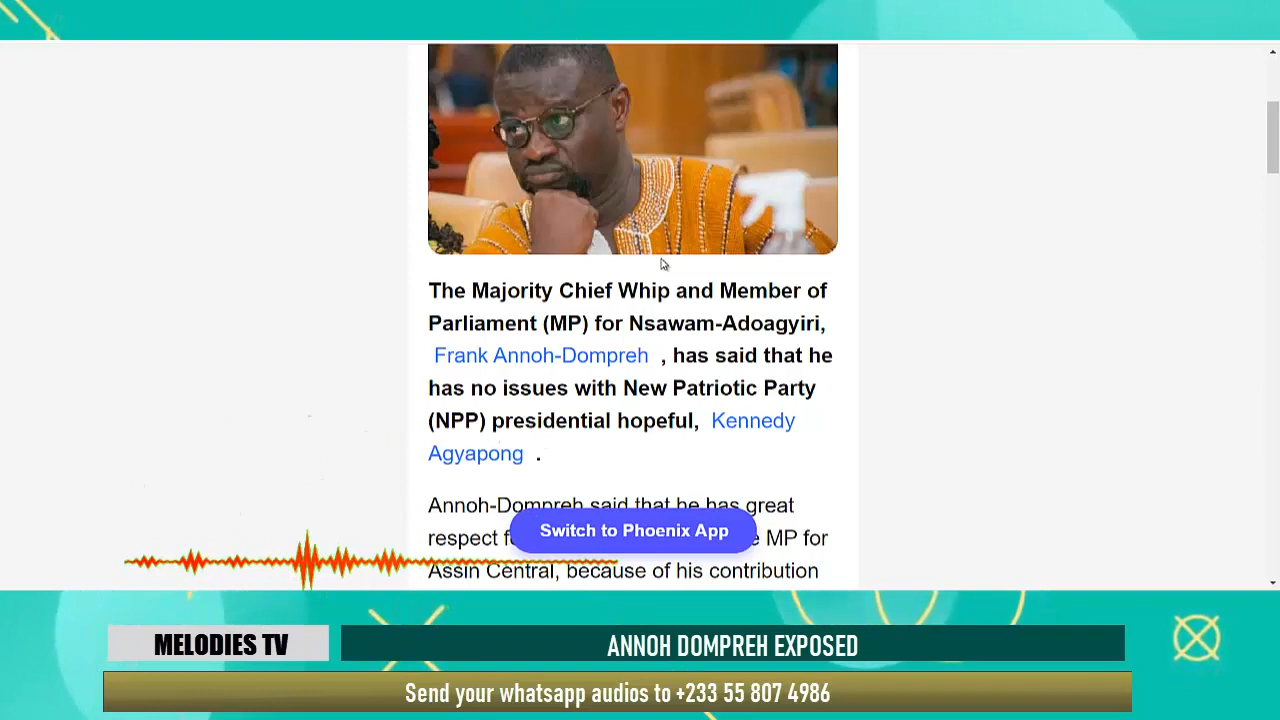 The Majority Chief Whip and Member of
Parliament (MP) for Nsawam-Adoagyiri,
Frank Annoh-Dompreh , has said that he
has no issues with New Patriotic Party
(NPP) presidential hopeful, Kennedy
Agyapong .
Annoh-Dompreh said that he has great
respect MP for
Switch to Phoenix App
Assin Central, because of his contribution
MELODIES TV
ANNOH DOMPREH EXPOSED
Send your whatsapp audios to +233 55 807 4986